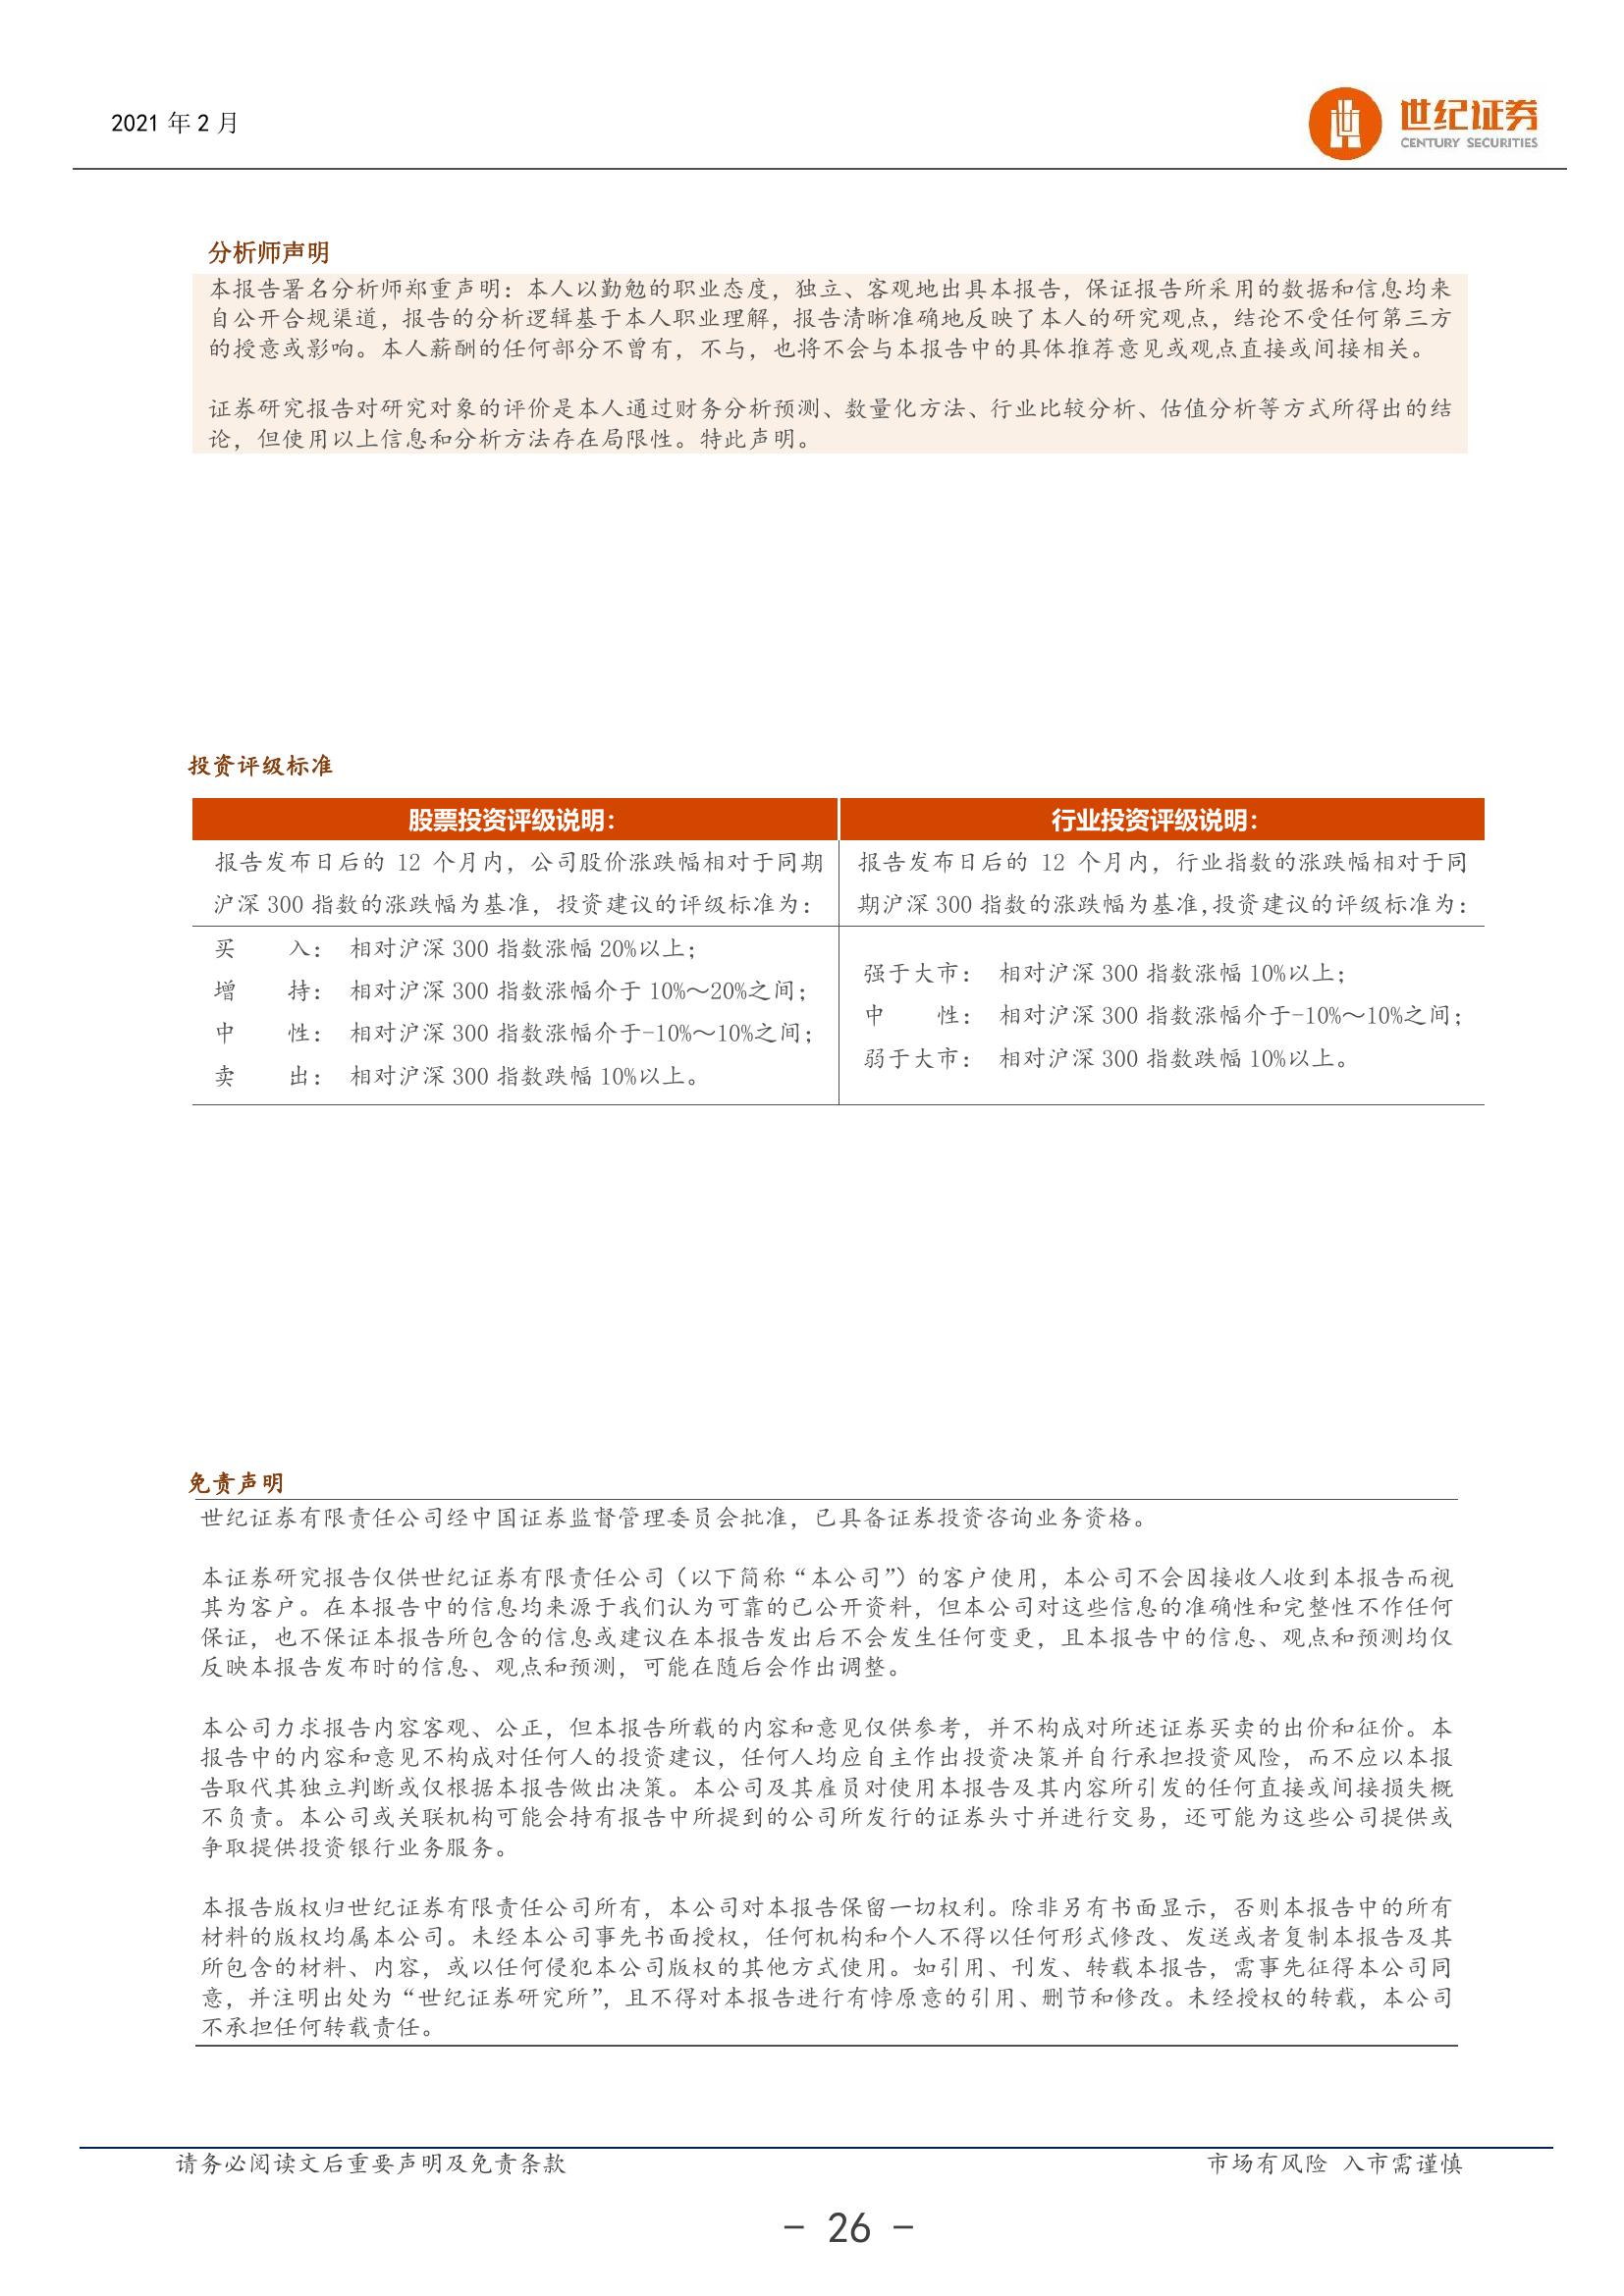 2021 年 2 月
世纪证券
CENTURY SECURITIES
分析师声明
本报告署名分析师郑重声明：本人以勤勉的职业态度，独立、客观地出具本报告，保证报告所采用的数据和信息均来
自公开合规渠道，报告的分析逻辑基于本人职业理解，报告清晰准确地反映了本人的研究观点，结论不受任何第三方
的授意或影响。本人薪酬的任何部分不曾有，不与，也将不会与本报告中的具体推荐意见或观点直接或间接相关。
证券研究报告对研究对象的评价是本人通过财务分析预测、数量化方法、行业比较分析、估值分析等方式所得出的结
论，但使用以上信息和分析方法存在局限性。特此声明。
投资评级标准
股票投资评级说明：
报告发布日后的 12 个月内，公司股价涨跌幅相对于同期
沪深 300 指数的涨跌幅为基准，投资建议的评级标准为：
买 入： 相对沪深 300 指数涨幅 20%以上；
增 持： 相对沪深 300 指数涨幅介于 10%～20%之间；
中 性： 相对沪深 300 指数涨幅介于-10%～10%之间；
卖 出： 相对沪深 300 指数跌幅 10%以上。
行业投资评级说明：
报告发布日后的 12 个月内，行业指数的涨跌幅相对于同
期沪深 300 指数的涨跌幅为基准,投资建议的评级标准为：
强于大市： 相对沪深 300 指数涨幅 10%以上；
中 性： 相对沪深 300 指数涨幅介于-10%～10%之间；
弱于大市： 相对沪深 300 指数跌幅 10%以上。
免责声明
世纪证券有限责任公司经中国证券监督管理委员会批准，已具备证券投资咨询业务资格。
本证券研究报告仅供世纪证券有限责任公司（以下简称“本公司”）的客户使用，本公司不会因接收人收到本报告而视
其为客户。在本报告中的信息均来源于我们认为可靠的已公开资料，但本公司对这些信息的准确性和完整性不作任何
保证，也不保证本报告所包含的信息或建议在本报告发出后不会发生任何变更，且本报告中的信息、观点和预测均仅
反映本报告发布时的信息、观点和预测，可能在随后会作出调整。
本公司力求报告内容客观、公正，但本报告所载的内容和意见仅供参考，并不构成对所述证券买卖的出价和征价。本
报告中的内容和意见不构成对任何人的投资建议，任何人均应自主作出投资决策并自行承担投资风险，而不应以本报
告取代其独立判断或仅根据本报告做出决策。本公司及其雇员对使用本报告及其内容所引发的任何直接或间接损失概
不负责。本公司或关联机构可能会持有报告中所提到的公司所发行的证券头寸并进行交易，还可能为这些公司提供或
争取提供投资银行业务服务。
本报告版权归世纪证券有限责任公司所有，本公司对本报告保留一切权利。除非另有书面显示，否则本报告中的所有
材料的版权均属本公司。未经本公司事先书面授权，任何机构和个人不得以任何形式修改、发送或者复制本报告及其
所包含的材料、内容，或以任何侵犯本公司版权的其他方式使用。如引用、刊发、转载本报告，需事先征得本公司同
意，并注明出处为“世纪证券研究所”，且不得对本报告进行有悖原意的引用、删节和修改。未经授权的转载，本公司
不承担任何转载责任。
请务必阅读文后重要声明及免责条款
市场有风险 入市需谨慎
- 26 -